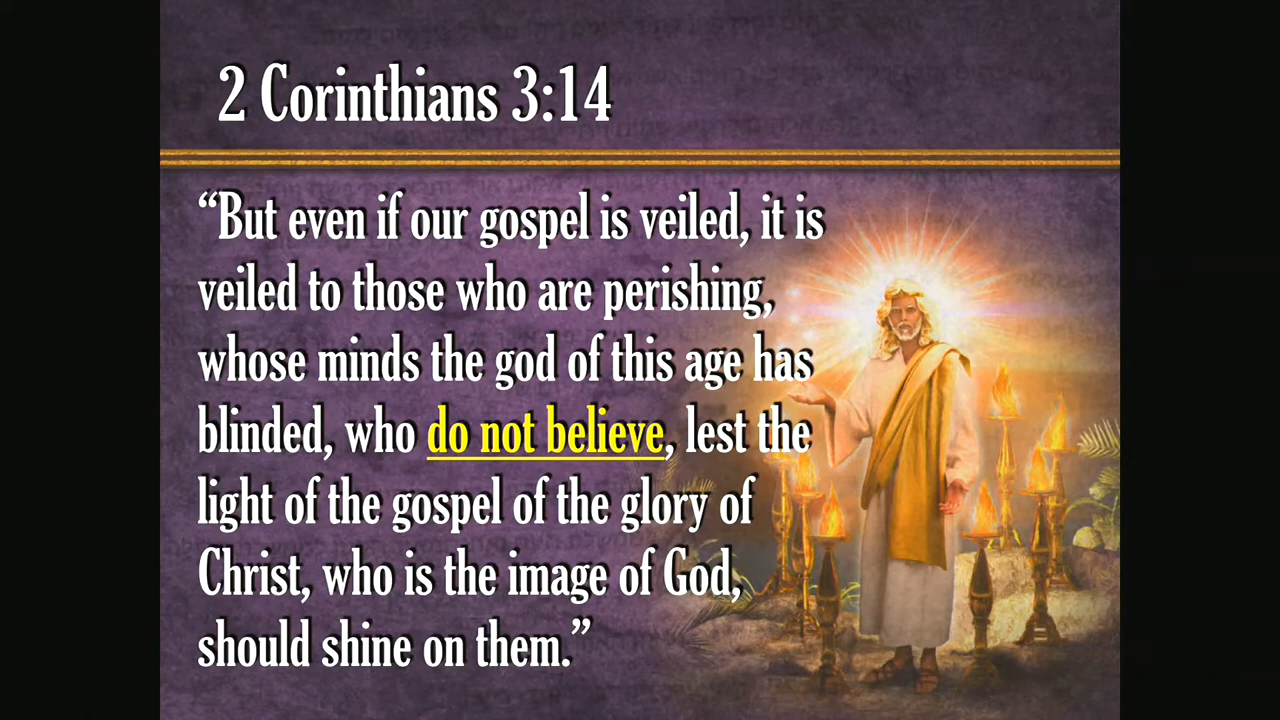 2 Corinthians 3:14
“But even if our gospel is veiled, it is
veiled to those who are perishing,
whose minds the god of this age has
blinded, who do not believe, lest the
light of the gospel of the glory of
Christ, who is the image of God,
should shine on them.”